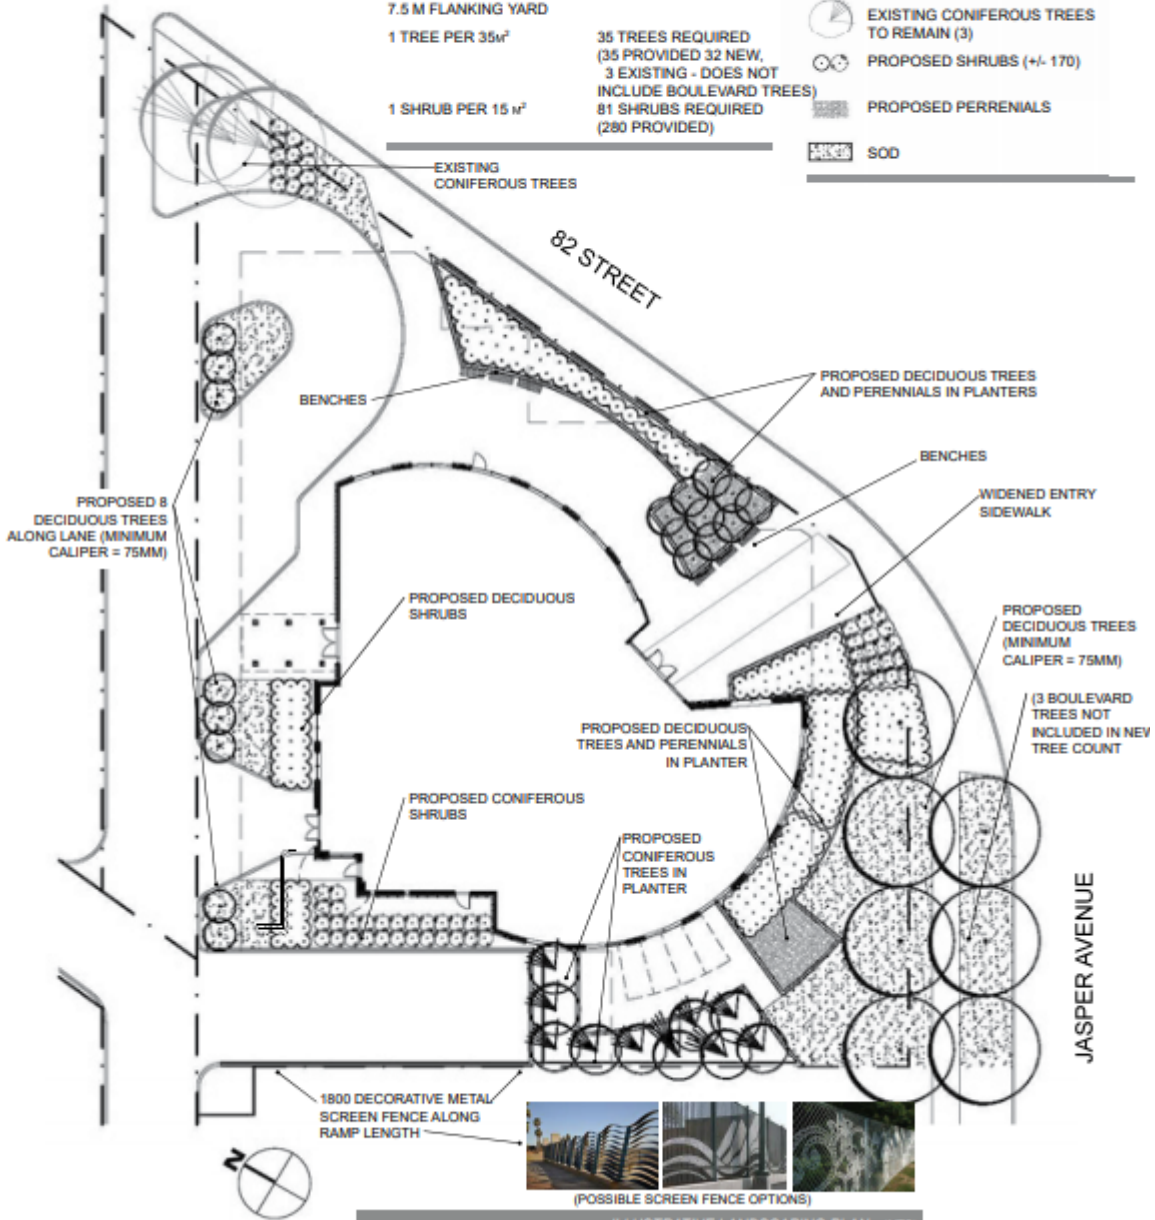 7.5 M FLANKING YARD
1 TREE PER 35M²
35 TREES REQUIRED
(35 PROVIDED 32 NEW,
3 EXISTING - DOES NOT
INCLUDE BOULEVARD TREES)
1 SHRUB PER 15 M²
81 SHRUBS REQUIRED
(280 PROVIDED)
EXISTING CONIFEROUS TREES
TO REMAIN (3)
PROPOSED SHRUBS (+/- 170)
PROPOSED PERRENIALS
SOD
EXISTING
CONIFEROUS TREES
82 STREET
BENCHES
PROPOSED DECIDUOUS TREES
AND PERENNIALS IN PLANTERS
BENCHES
WIDENED ENTRY
SIDEWALK
PROPOSED 8
DECIDUOUS TREES
ALONG LANE (MINIMUM
CALIPER = 75MM)
PROPOSED DECIDUOUS
SHRUBS
PROPOSED
DECIDUOUS TREES
(MINIMUM
CALIPER = 75MM)
(3 BOULEVARD
TREES NOT
INCLUDED IN NEW
TREE COUNT
PROPOSED DECIDUOUS
TREES AND PERENNIALS
IN PLANTER
PROPOSED CONIFEROUS
SHRUBS
PROPOSED
CONIFEROUS
TREES IN
PLANTER
JASPER AVENUE
1800 DECORATIVE METAL
SCREEN FENCE ALONG
RAMP LENGTH
N
(POSSIBLE SCREEN FENCE OPTIONS)